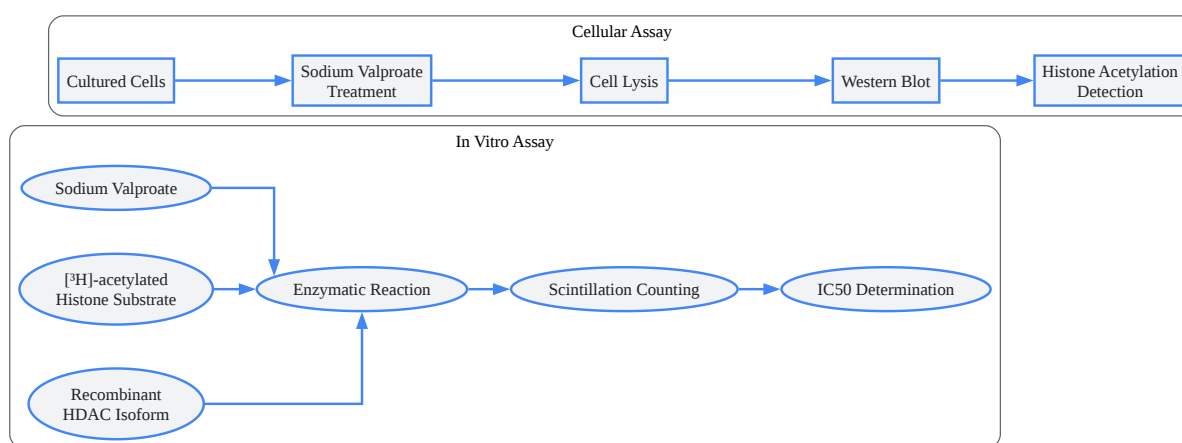 Cellular Assay
Cultured Cells
Sodium Valproate
Treatment
Cell Lysis
Western Blot
Histone Acetylation
Detection
In Vitro Assay
Sodium Valproate
[³H]-acetylated
Histone Substrate
Enzymatic Reaction
Scintillation Counting
IC50 Determination
Recombinant
HDAC Isoform